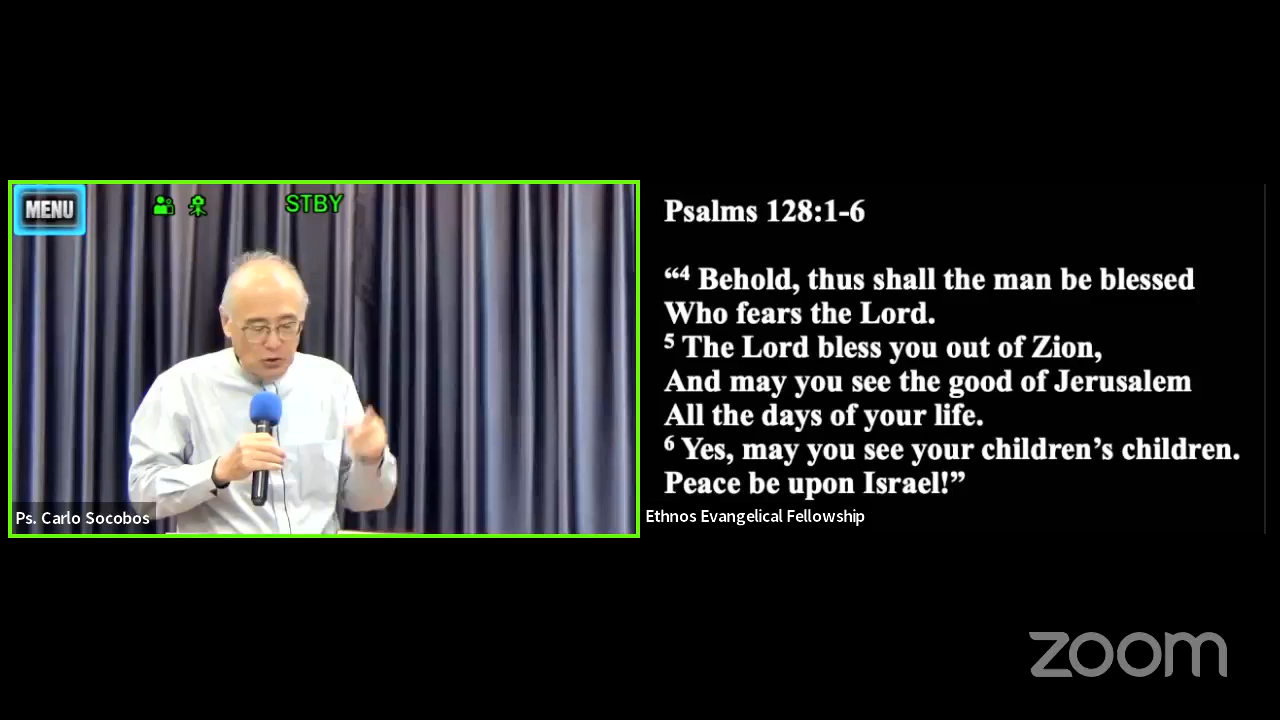 MENU
STBY
Ps. Carlo Socobos
Psalms 128:1-6
“4 Behold, thus shall the man be blessed
Who fears the Lord.
5 The Lord bless you out of Zion,
And may you see the good of Jerusalem
All the days of your life.
6 Yes, may you see your children’s children.
Peace be upon Israel!”
Ethnos Evangelical Fellowship
zoom